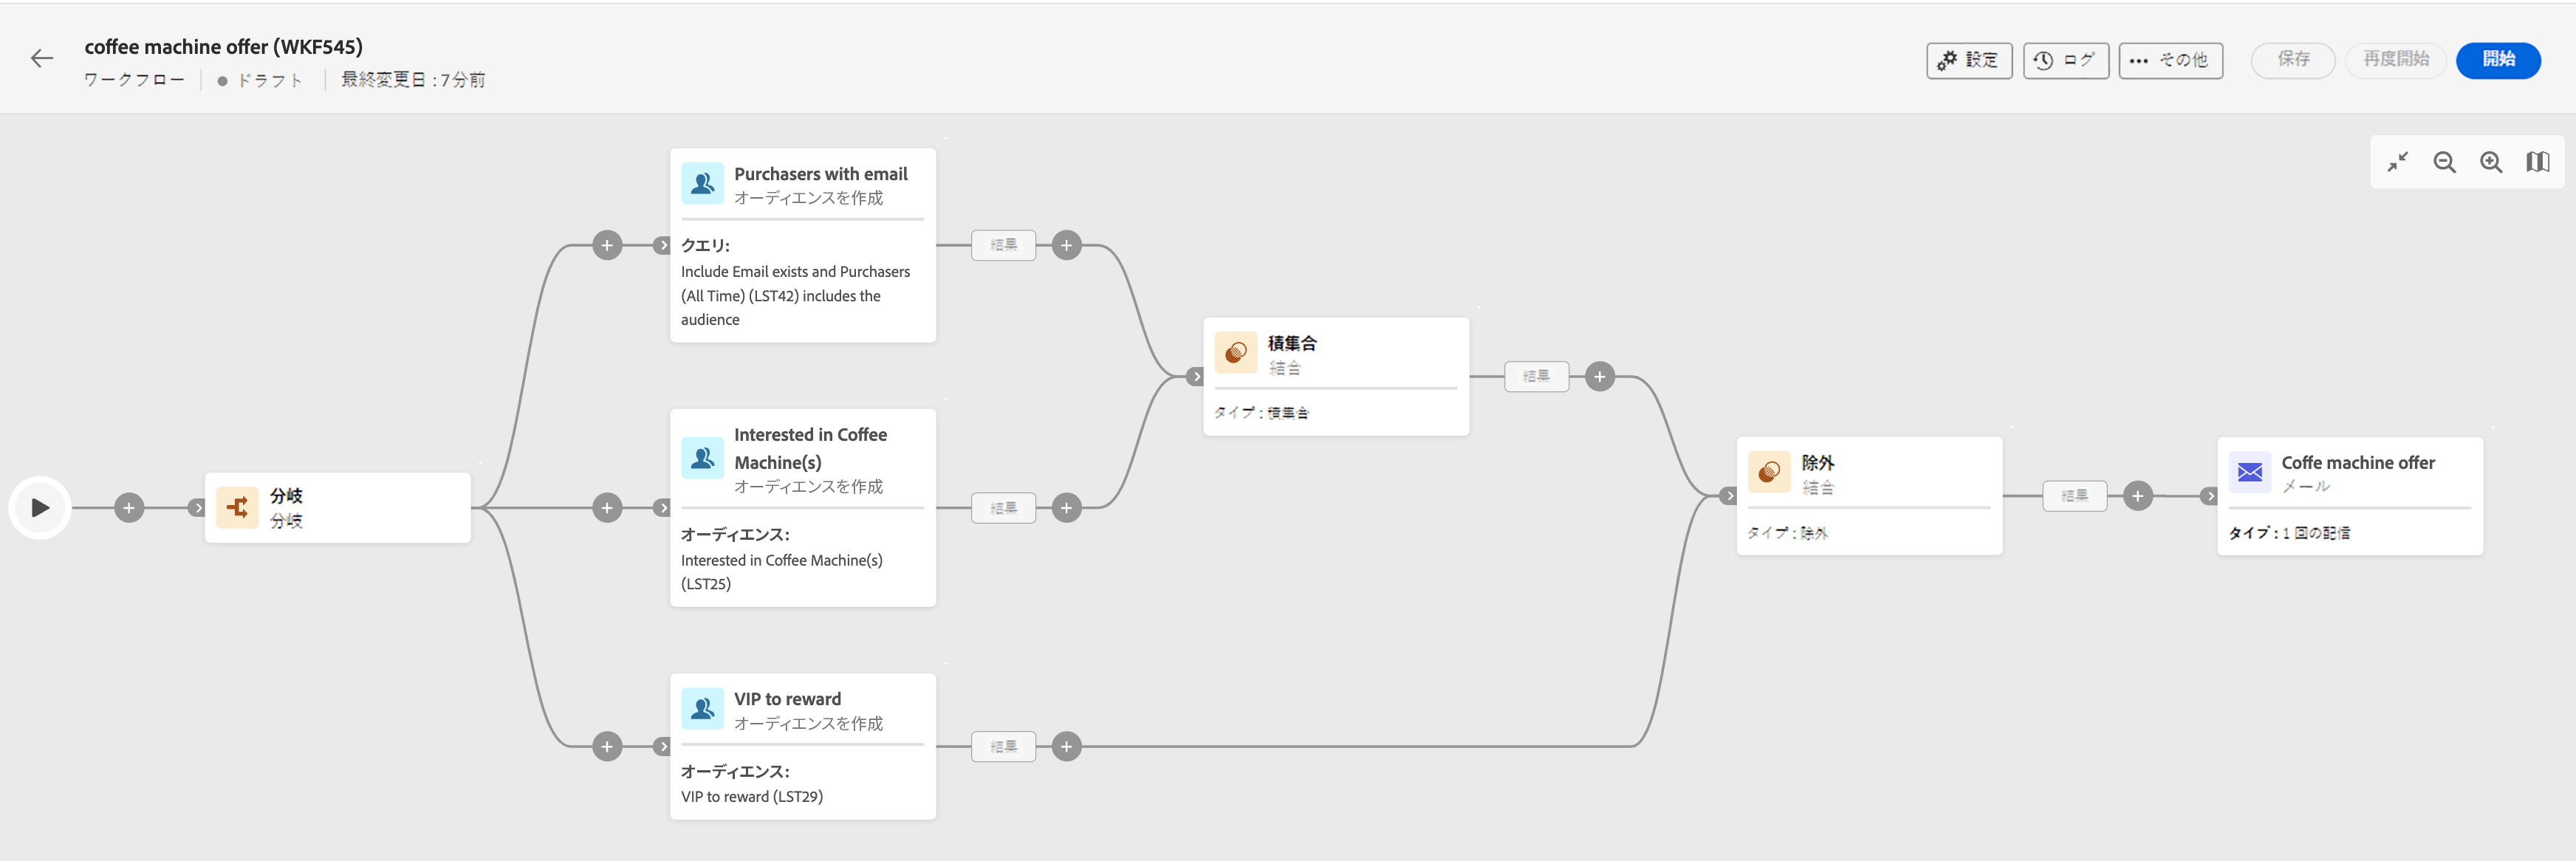 coffee machine offer (WKF545)
ワークフロー
ドラフト
最終変更日 : 7分前
設定
ログ
その他
保存
再度開始
開始
分岐
分岐
Purchasers with email
オーディエンスを作成
クエリ:
Include Email exists and Purchasers
(All Time) (LST42) includes the
audience
結果
Interested in Coffee
Machine(s)
オーディエンスを作成
オーディエンス:
Interested in Coffee Machine(s)
(LST25)
結果
VIP to reward
オーディエンスを作成
オーディエンス:
VIP to reward (LST29)
結果
積集合
結合
タイプ : 積集合
結果
除外
結合
タイプ : 除外
結果
Coffe machine offer
メール
タイプ : 1 回の配信